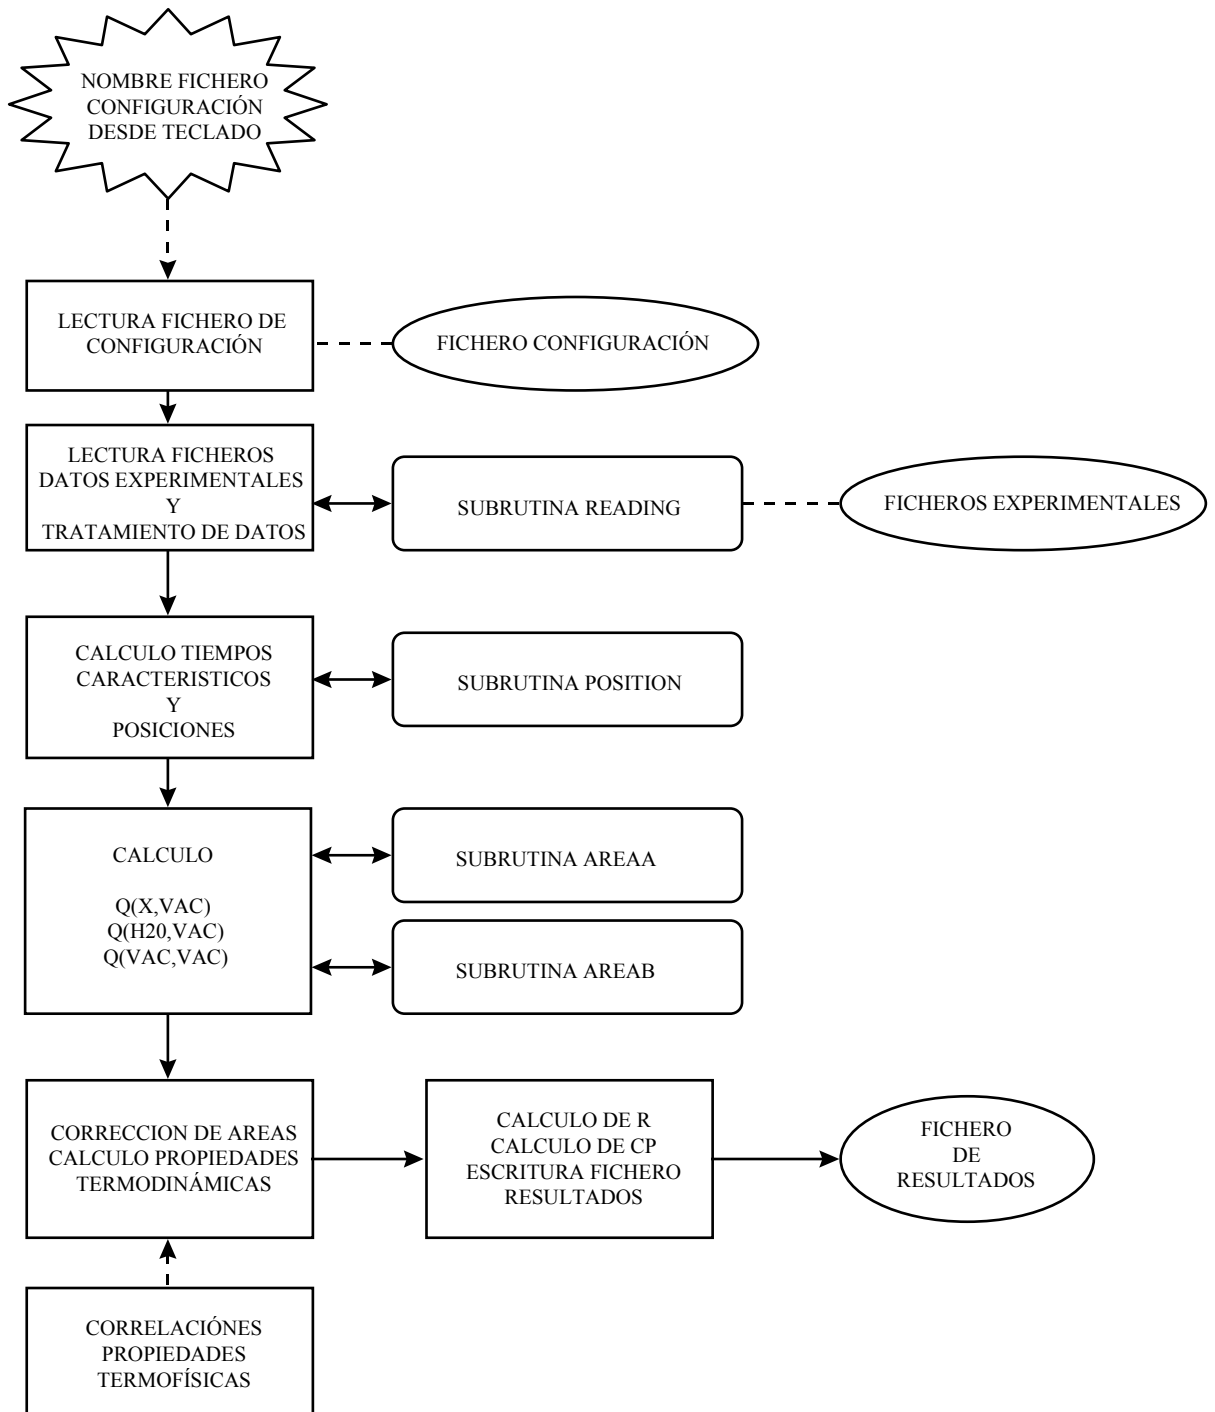 NOMBRE FICHERO
CONFIGURACIÓN
DESDE TECLADO
LECTURA FICHERO DE
CONFIGURACIÓN
FICHERO CONFIGURACIÓN
LECTURA FICHEROS
DATOS EXPERIMENTALES
Y
TRATAMIENTO DE DATOS
SUBRUTINA READING
FICHEROS EXPERIMENTALES
CALCULO TIEMPOS
CARACTERISTICOS
Y
POSICIONES
SUBRUTINA POSITION
CALCULO
Q(X,VAC)
Q(H20,VAC)
Q(VAC,VAC)
SUBRUTINA AREAA
SUBRUTINA AREAB
CORRECCION DE AREAS
CALCULO PROPIEDADES
TERMODINÁMICAS
CALCULO DE R
CALCULO DE CP
ESCRITURA FICHERO
RESULTADOS
FICHERO
DE
RESULTADOS
CORRELACIÓNES
PROPIEDADES
TERMOFÍSICAS